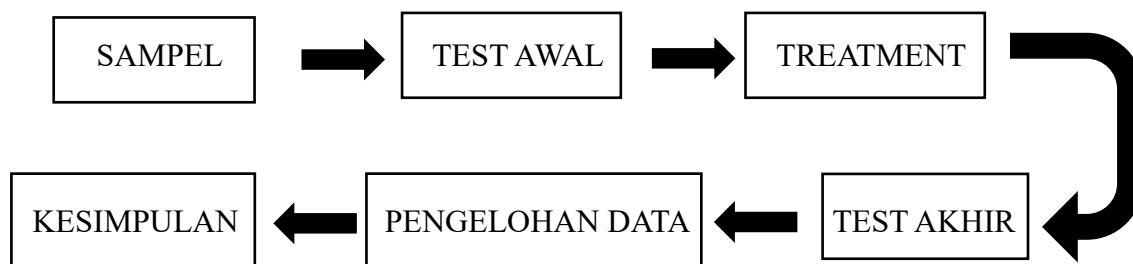 SAMPEL
TEST AWAL
TREATMENT
TEST AKHIR
PENGELOHAN DATA
KESIMPULAN